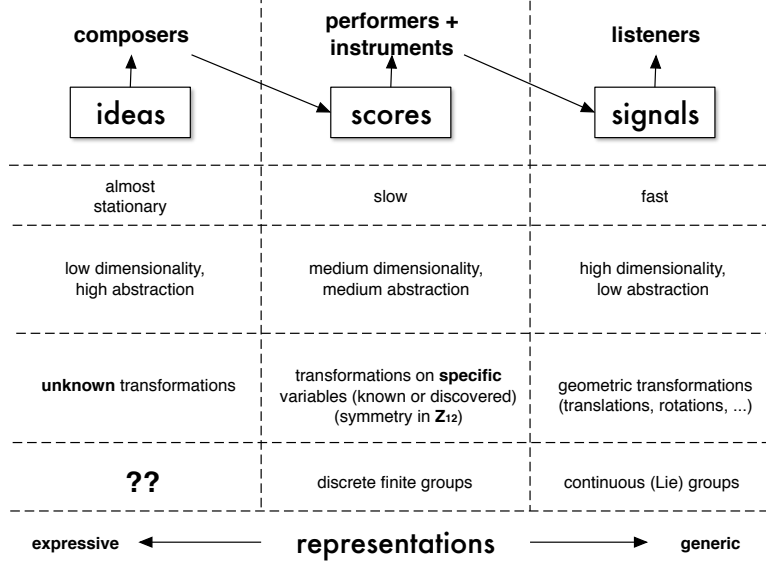 composers
performers +
instruments
listeners
ideas
scores
signals
almost
stationary
slow
fast
low dimensionality,
high abstraction
medium dimensionality,
medium abstraction
high dimensionality,
low abstraction
unknown transformations
transformations on specific
variables (known or discovered)
(symmetry in Z₁₂)
geometric transformations
(translations, rotations, ...)
??
discrete finite groups
continuous (Lie) groups
expressive
representations
generic